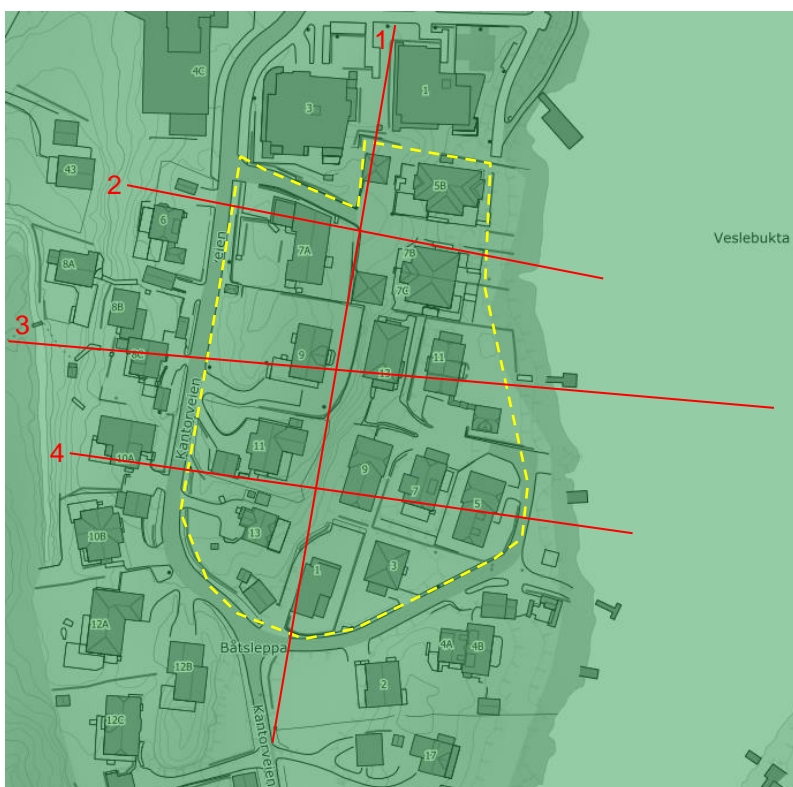 1
4C
1
3
43
5B
2
6
eien
7A
7B
Veslebukta
8A
7C
8B
3
8C
9
11
10
Kantorveien
11
4
10A
9
7
5
10B
13
1
3
12A
Båtsleppa
4A
4B
12B
2
12C
Kantorveien
17